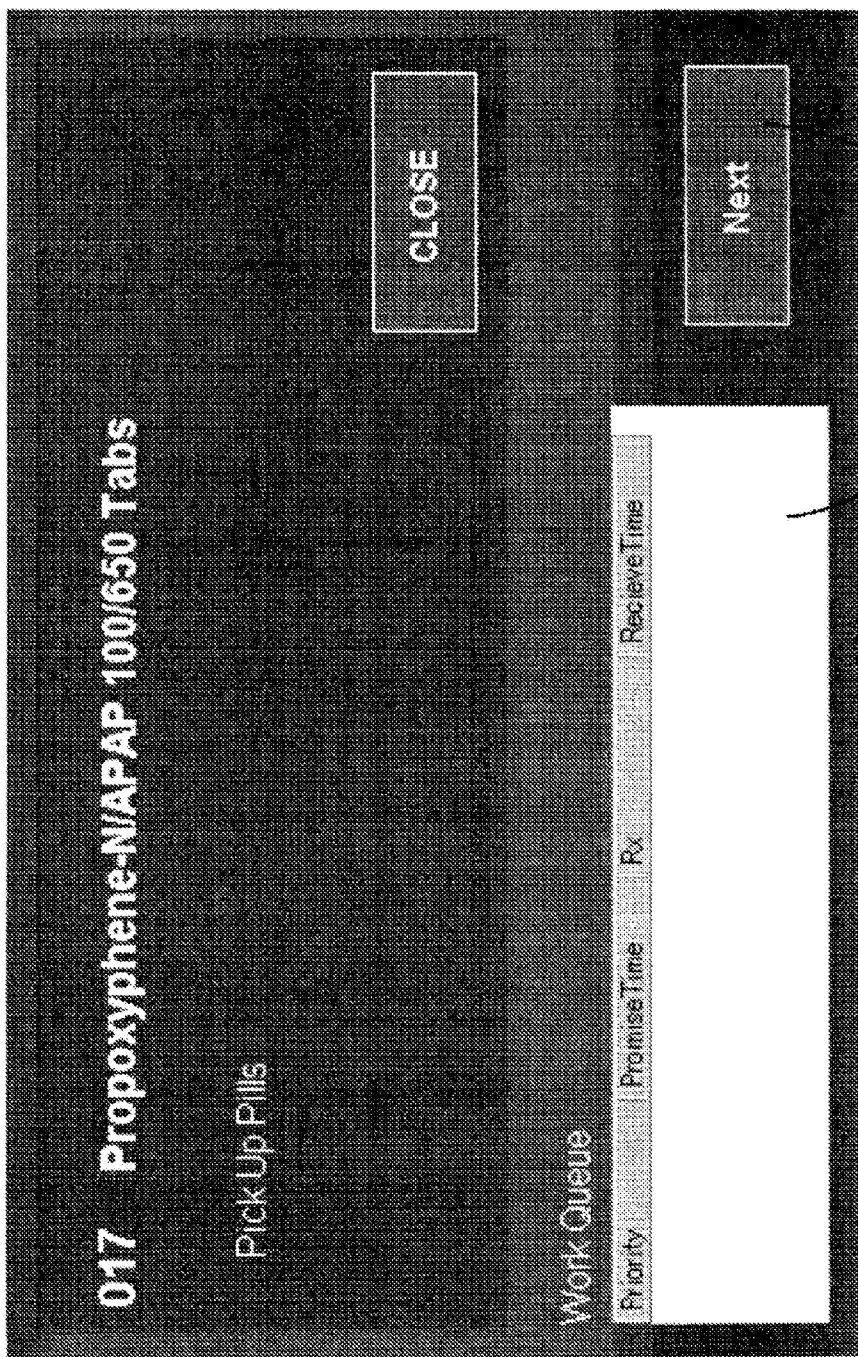 017 Propoxyphene-N/APAP 100/650 Tabs
Pick Up Pills
CLOSE
Work Queue
Priority PromiseTime Rx RecieveTime
Next